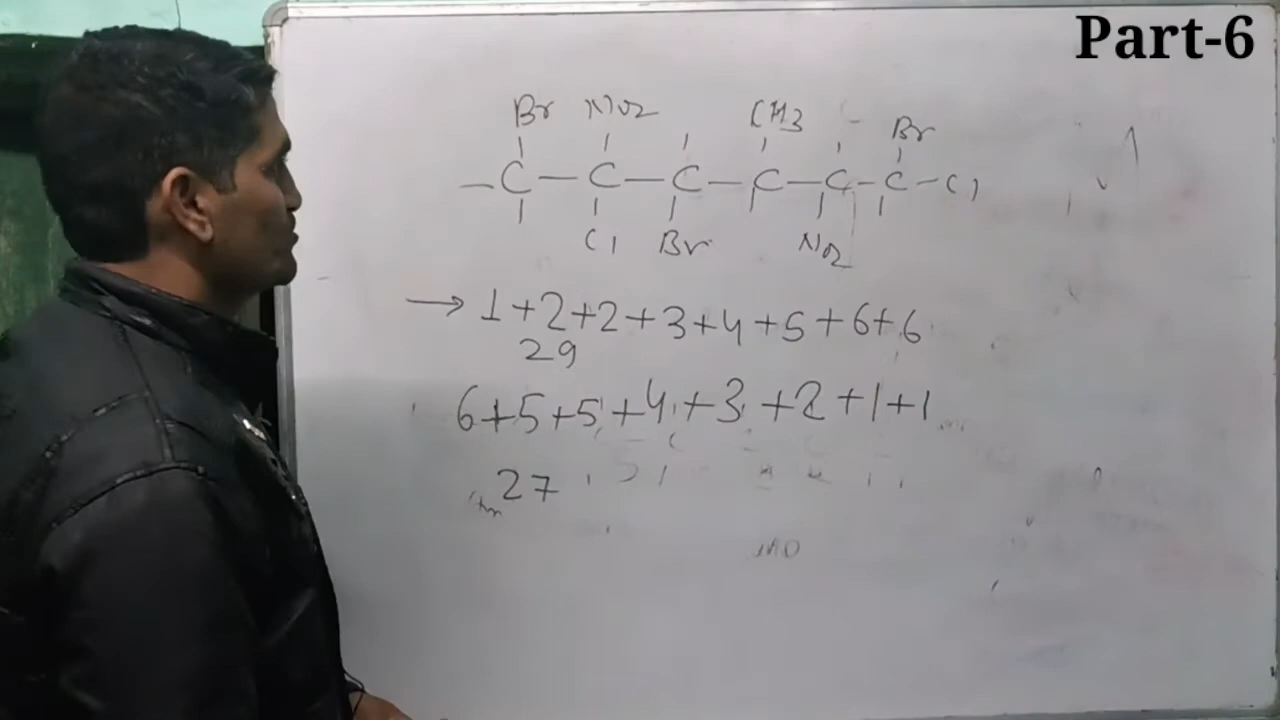 Part-6
Br NO2 CH3 Br
— C — C — C — C — C — C — Cl
Cl Br NO2
→ 1+2+2+3+4+5+6+6
29
6+5+5+4+3+2+1+1
27